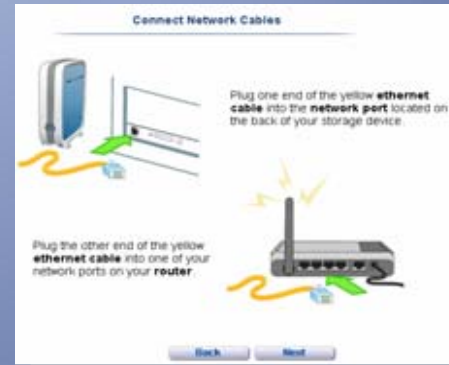 Connect Network Cables
Plug one end of the yellow ethernet
cable into the network port located on
the back of your storage device.
Plug the other end of the yellow
ethernet cable into one of your
network ports on your router.
Back
Next